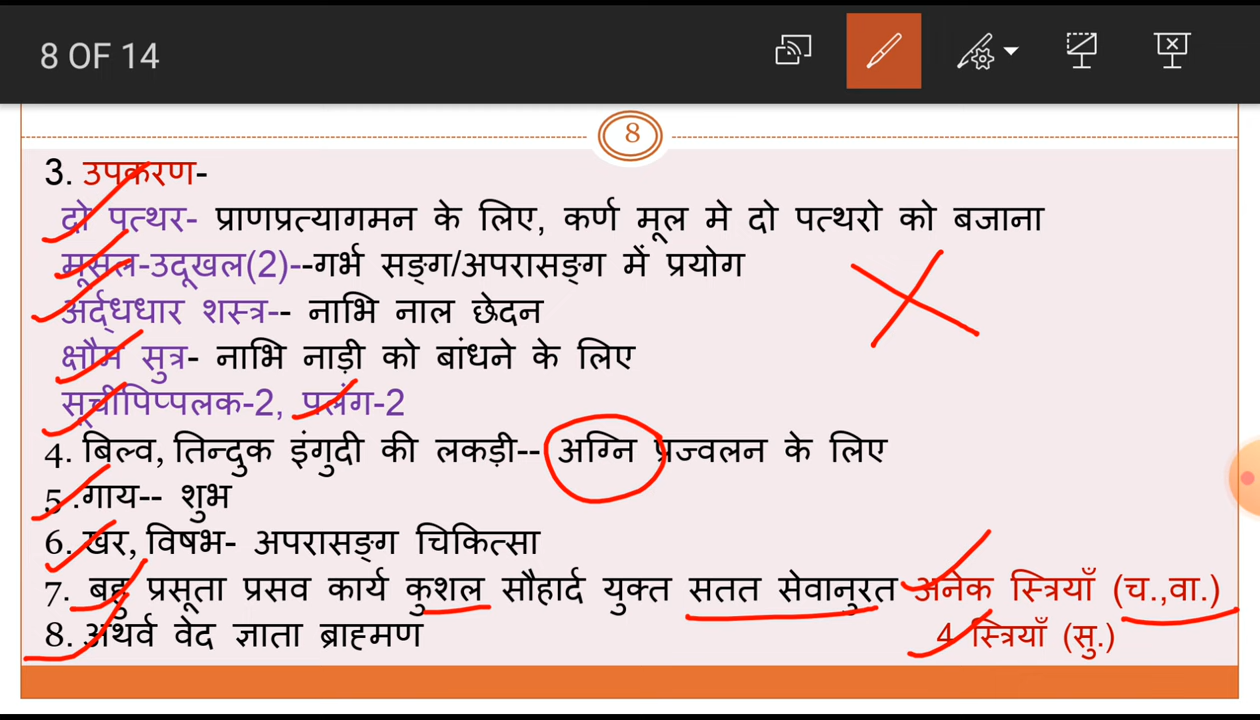 8 OF 14
8
3. उपकरण-
दो पत्थर- प्राणप्रत्यागमन के लिए, कर्ण मूल मे दो पत्थरो को बजाना
मूसल-उदूखल(2)--गर्भ सङ्ग/अपरासङ्ग में प्रयोग
अर्द्धधार शस्त्र-- नाभि नाल छेदन
क्षौम सुत्र- नाभि नाड़ी को बांधने के लिए
सूचीपिप्पलक-2, पलंग-2
4. बिल्व, तिन्दुक इंगुदी की लकड़ी-- अग्नि प्रज्वलन के लिए
5 .गाय-- शुभ
6. खर, विषभ- अपरासङ्ग चिकित्सा
7. बहु प्रसूता प्रसव कार्य कुशल सौहार्द युक्त सतत सेवानुरत अनेक स्त्रियाँ (च.,वा.)
8. अथर्व वेद ज्ञाता ब्राह्मण 4 स्त्रियाँ (सु.)